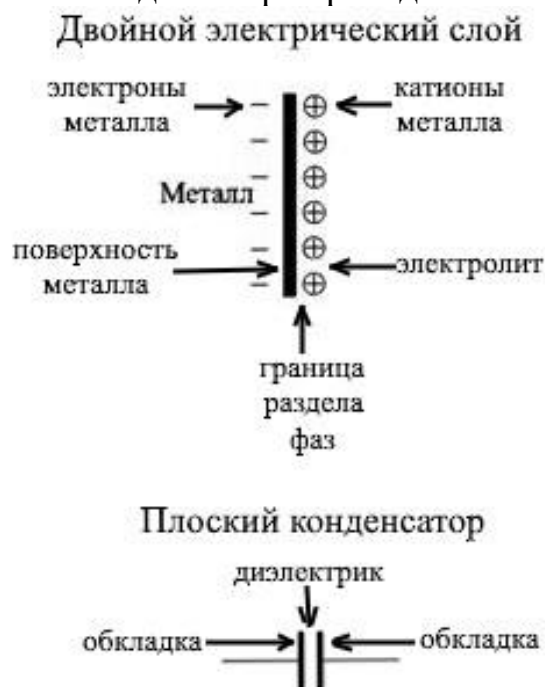 Двойной электрический слой
электроны металла
катионы металла
Металл
поверхность металла
электролит
граница
раздела
фаз
Плоский конденсатор
диэлектрик
обкладка
обкладка